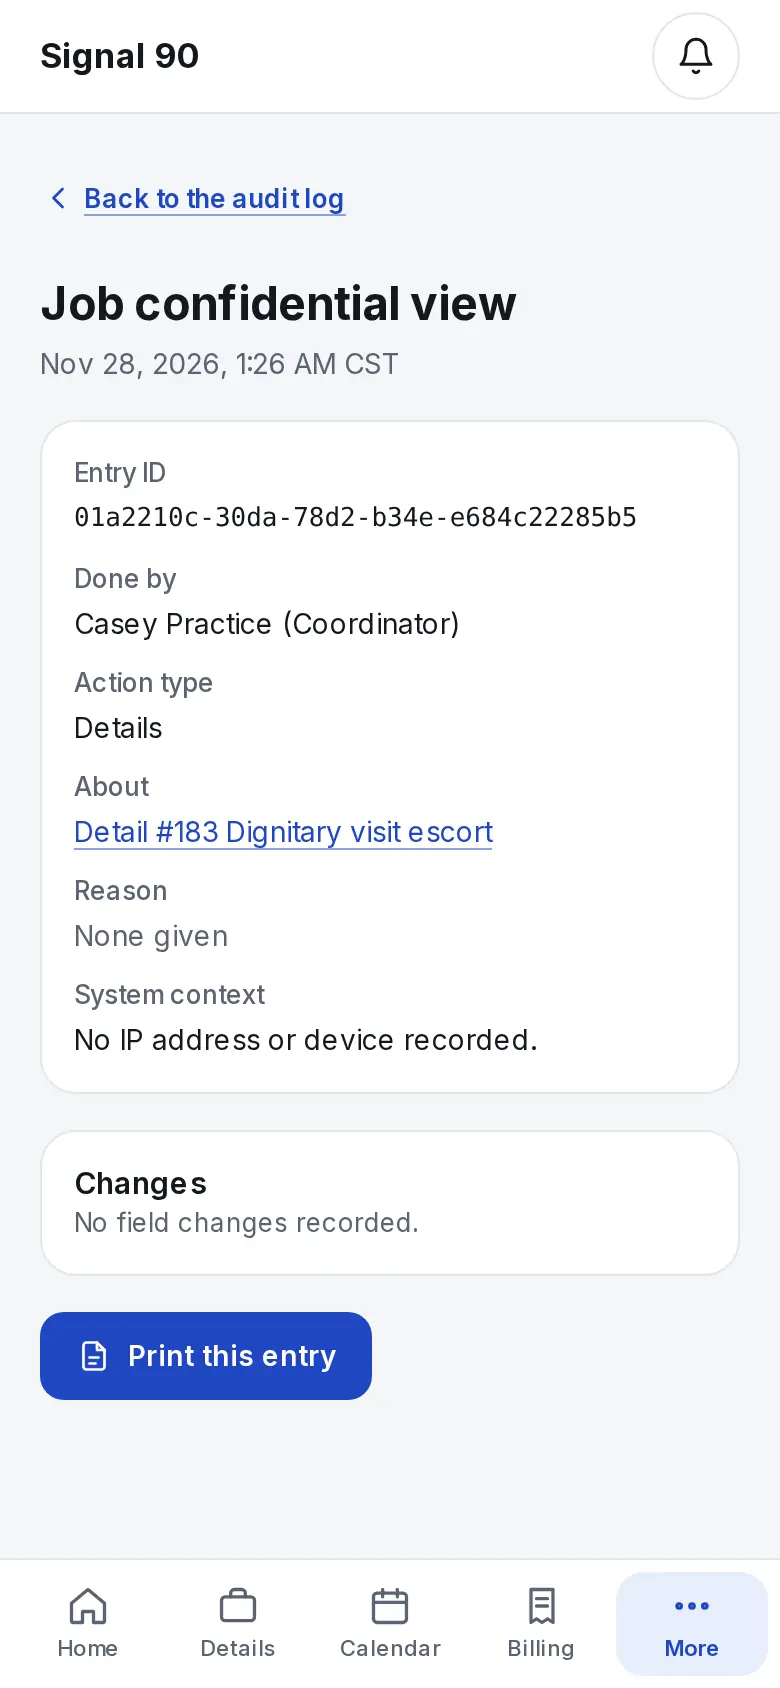 Signal 90
Back to the audit log
Job confidential view
Nov 28, 2026, 1:26 AM CST
Entry ID
01a2210c-30da-78d2-b34e-e684c22285b5
Done by
Casey Practice (Coordinator)
Action type
Details
About
Detail #183 Dignitary visit escort
Reason
None given
System context
No IP address or device recorded.
Changes
No field changes recorded.
Print this entry
Home
Details
Calendar
Billing
More